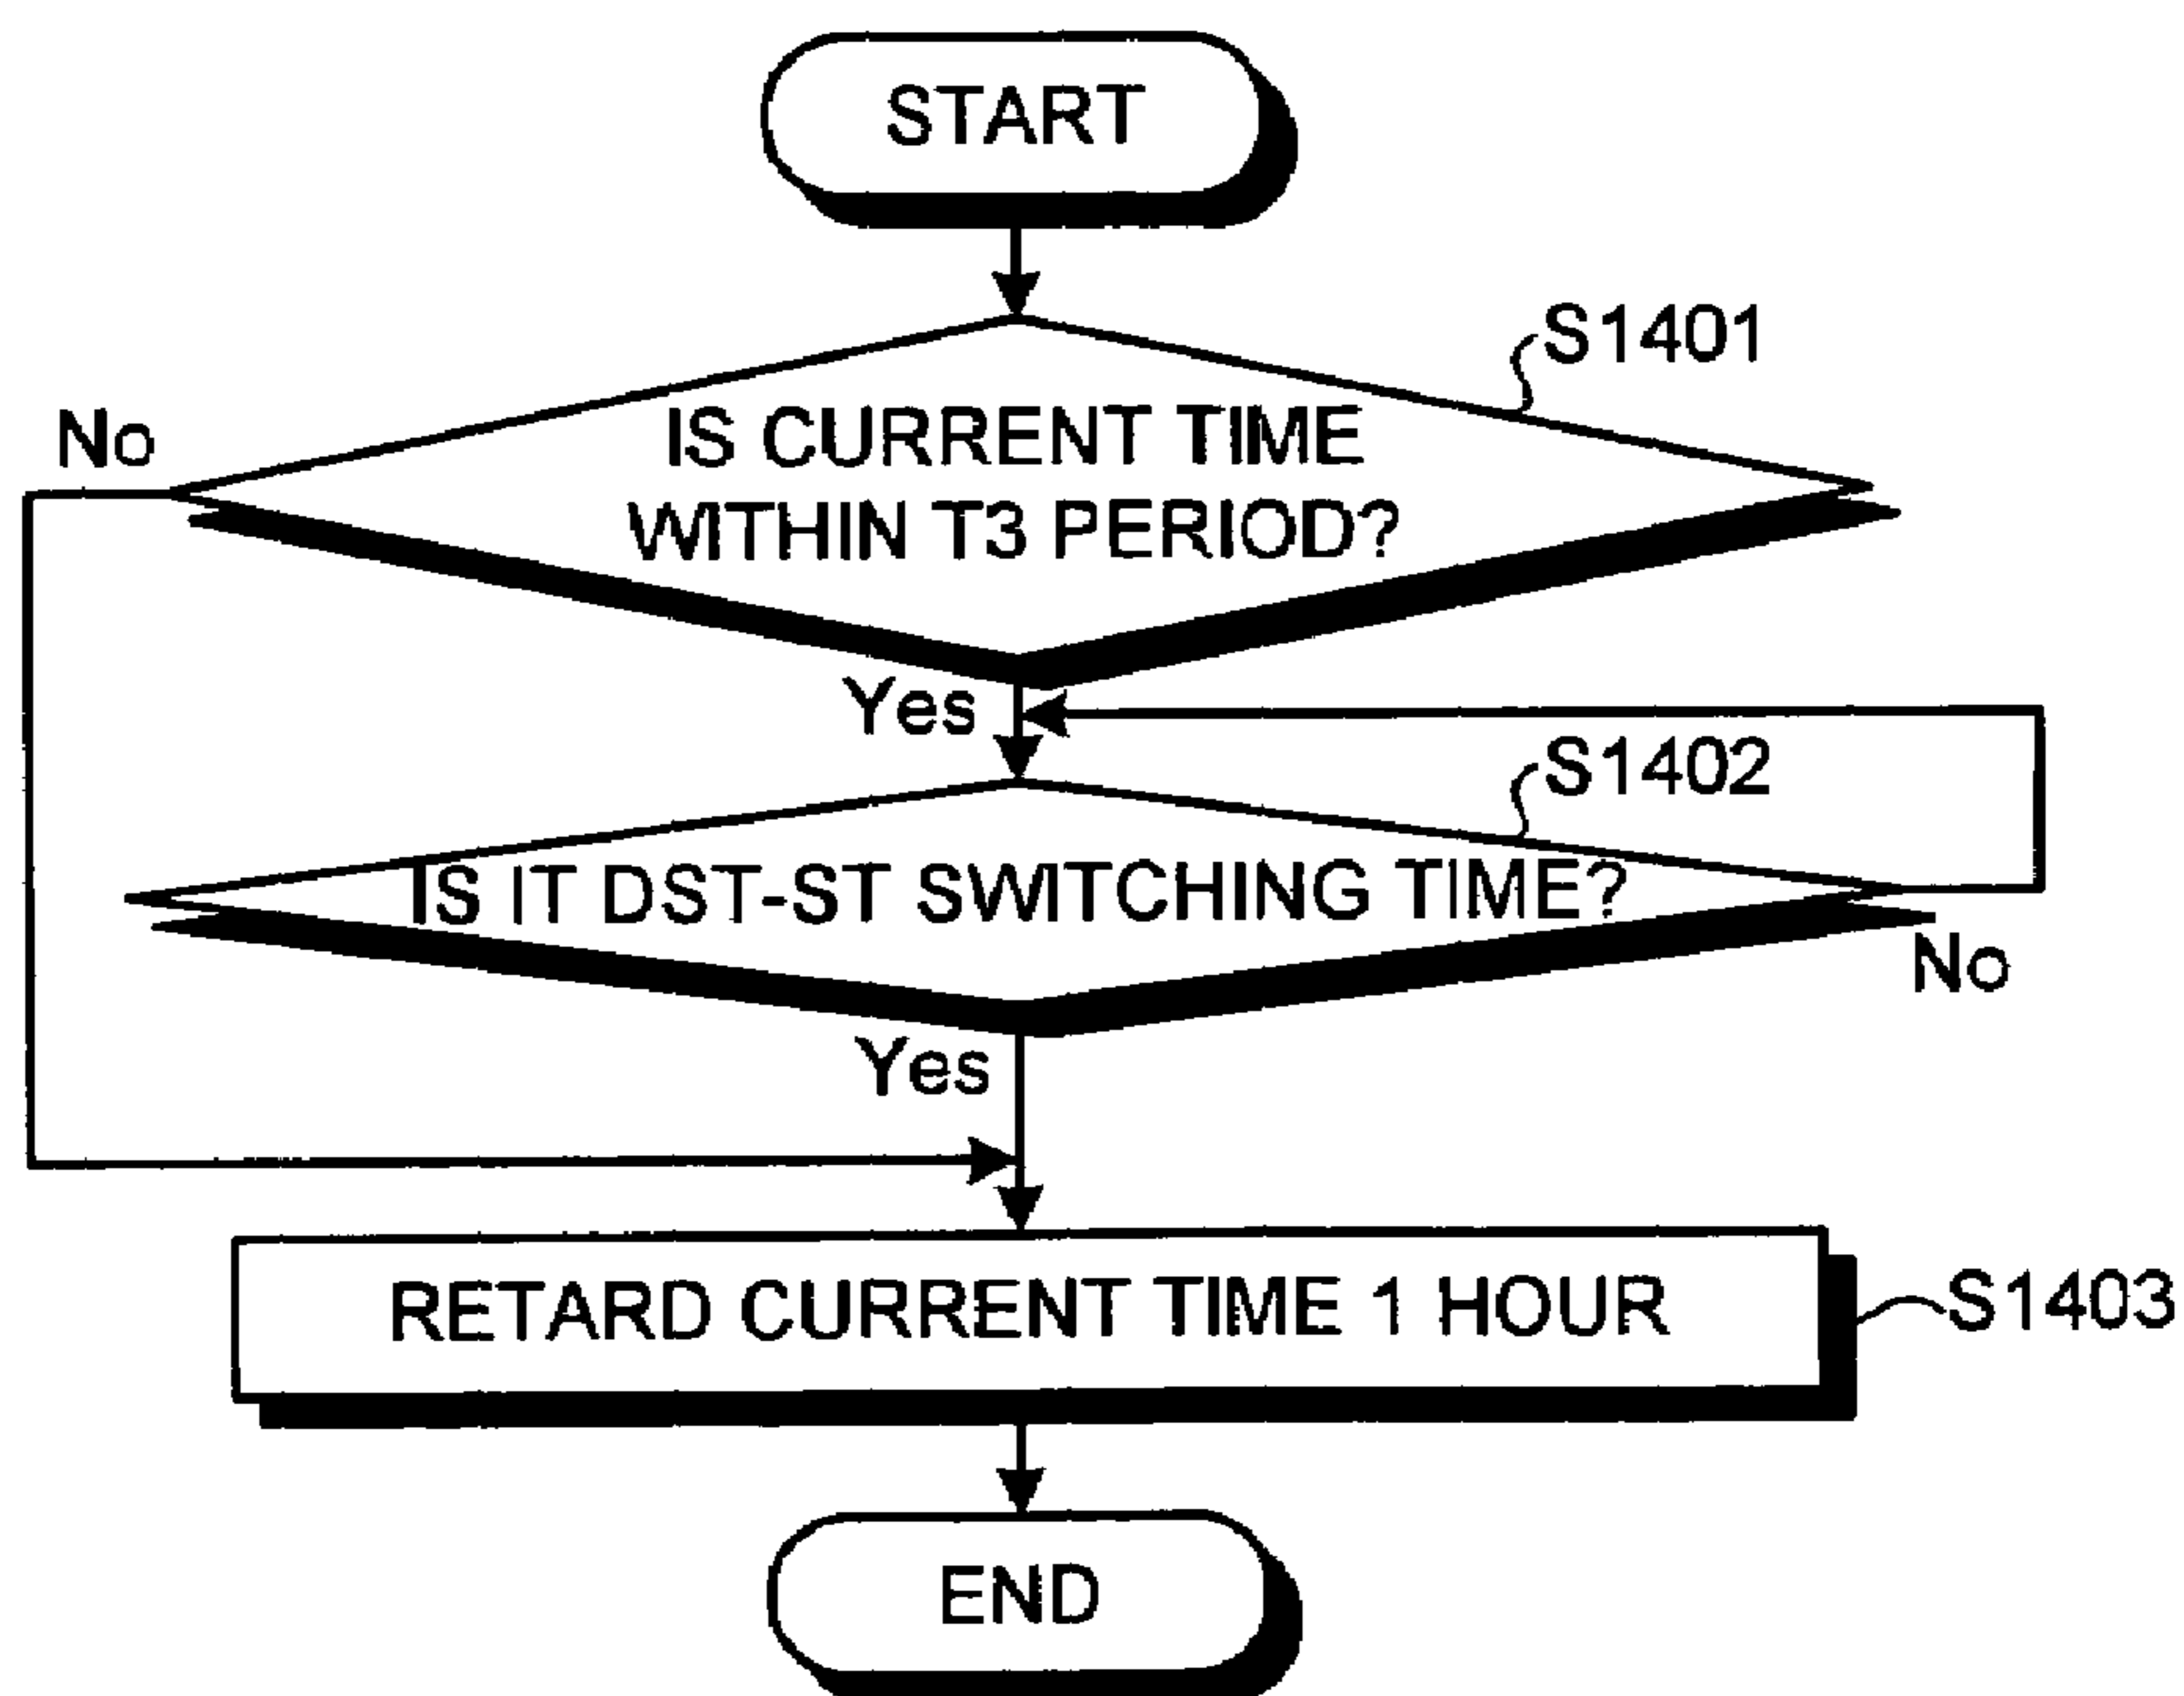 START
S1401
No
IS CURRENT TIME
WITHIN T3 PERIOD?
Yes
S1402
IS IT DST-ST SWITCHING TIME?
No
Yes
RETARD CURRENT TIME 1 HOUR
S1403
END